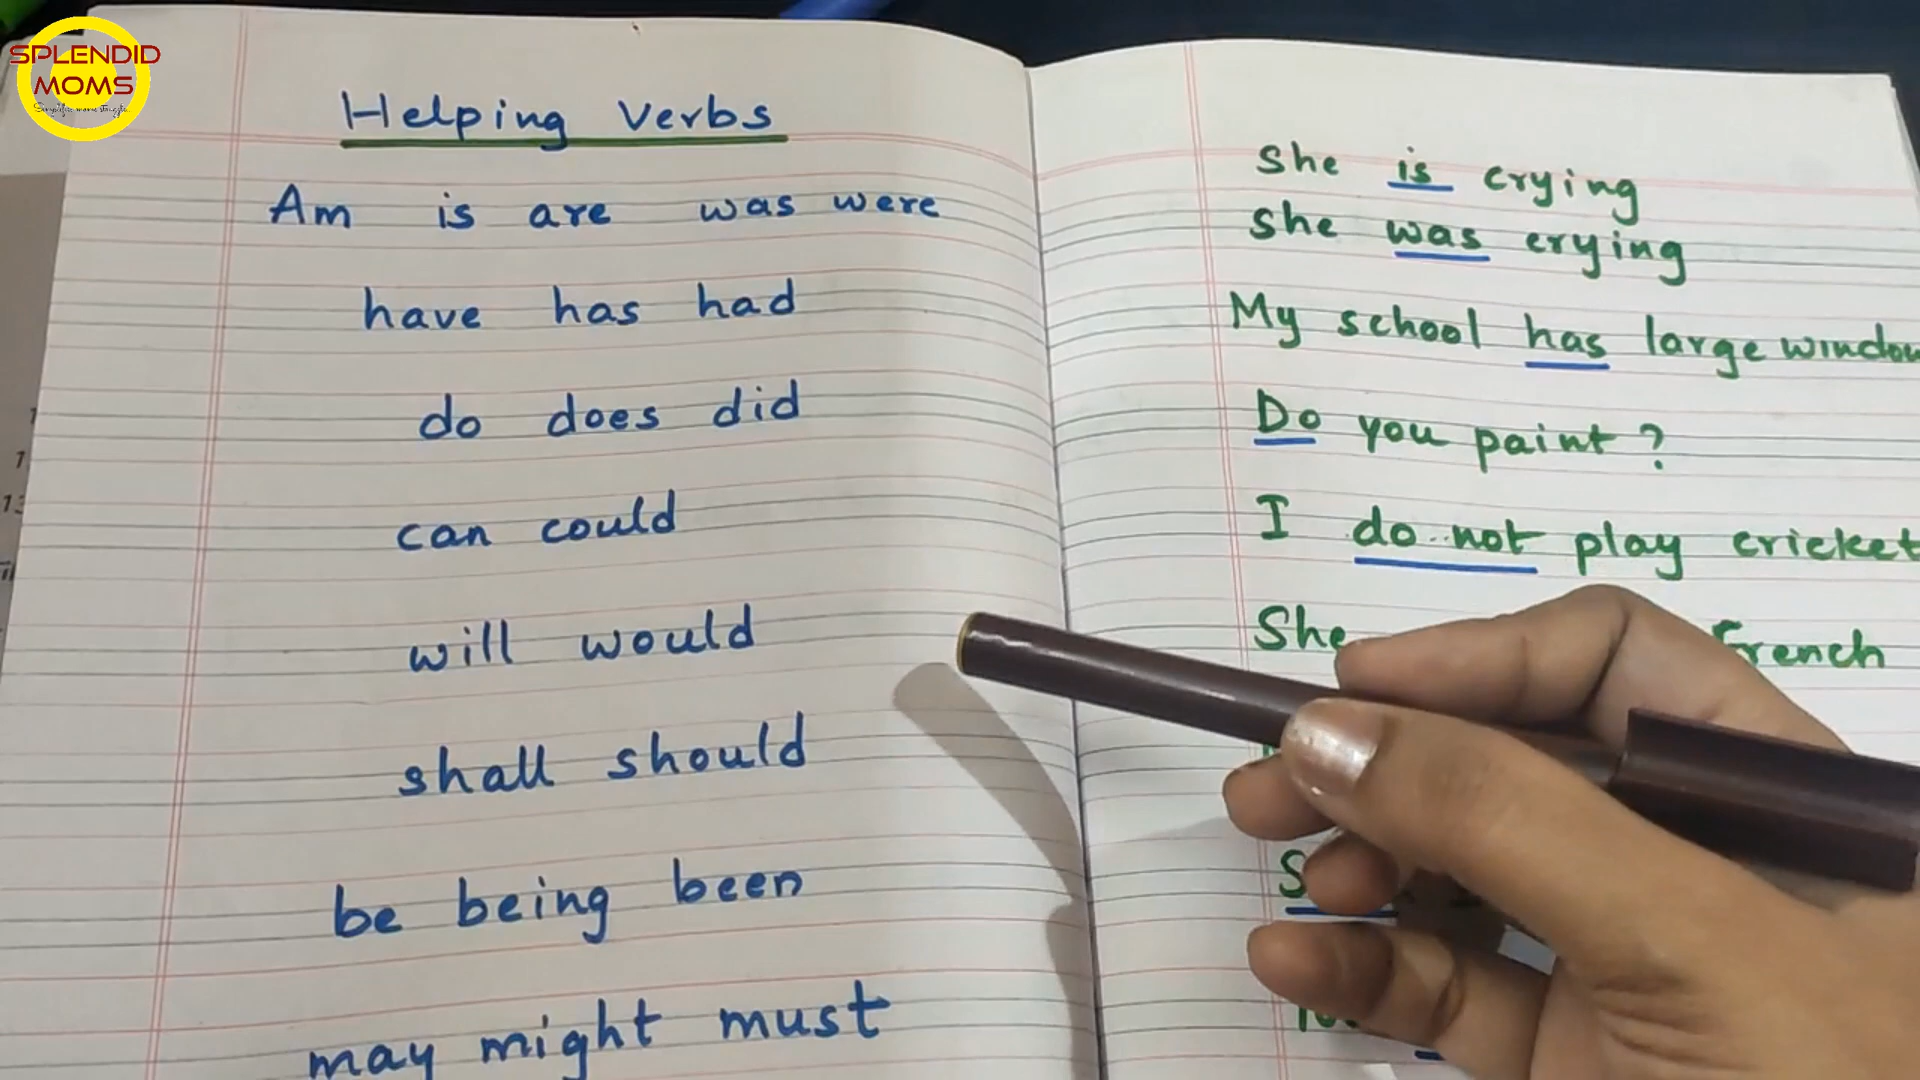 SPLENDID
MOMS
Helping Verbs
Am is are was were
have has had
do does did
can could
will would
shall should
be being been
may might must
She is crying
She was crying
My school has large window
Do you paint?
I do not play cricket
She French